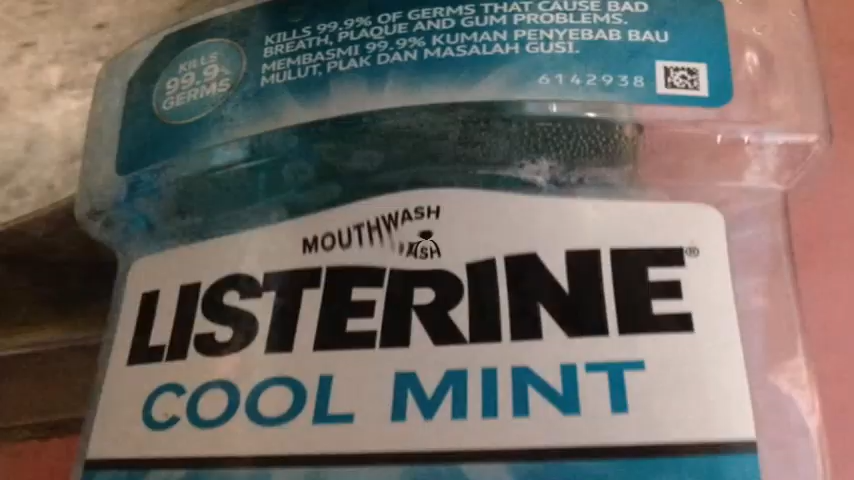 KILLS
99.9%
GERMS
KILLS 99.9% OF GERMS THAT CAUSE BAD
BREATH, PLAQUE AND GUM PROBLEMS.
MEMBASMI 99.9% KUMAN PENYEBAB BAU
MULUT, PLAK DAN MASALAH GUSI.
6142938
MOUTHWASH
LISTERINE®
COOL MINT